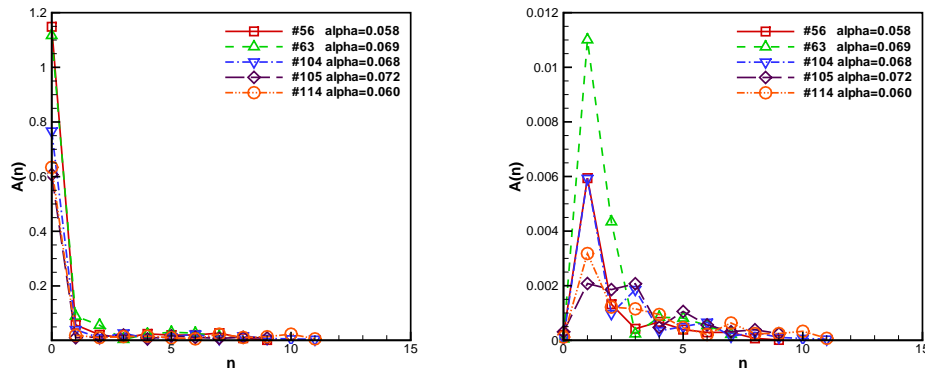 #56 alpha=0.058
#63 alpha=0.069
#104 alpha=0.068
#105 alpha=0.072
#114 alpha=0.060
A(n)
1.2
1
0.8
0.6
0.4
0.2
0
0 5 10 15
n
#56 alpha=0.058
#63 alpha=0.069
#104 alpha=0.068
#105 alpha=0.072
#114 alpha=0.060
A(n)
0.012
0.01
0.008
0.006
0.004
0.002
0
0 5 10 15
n